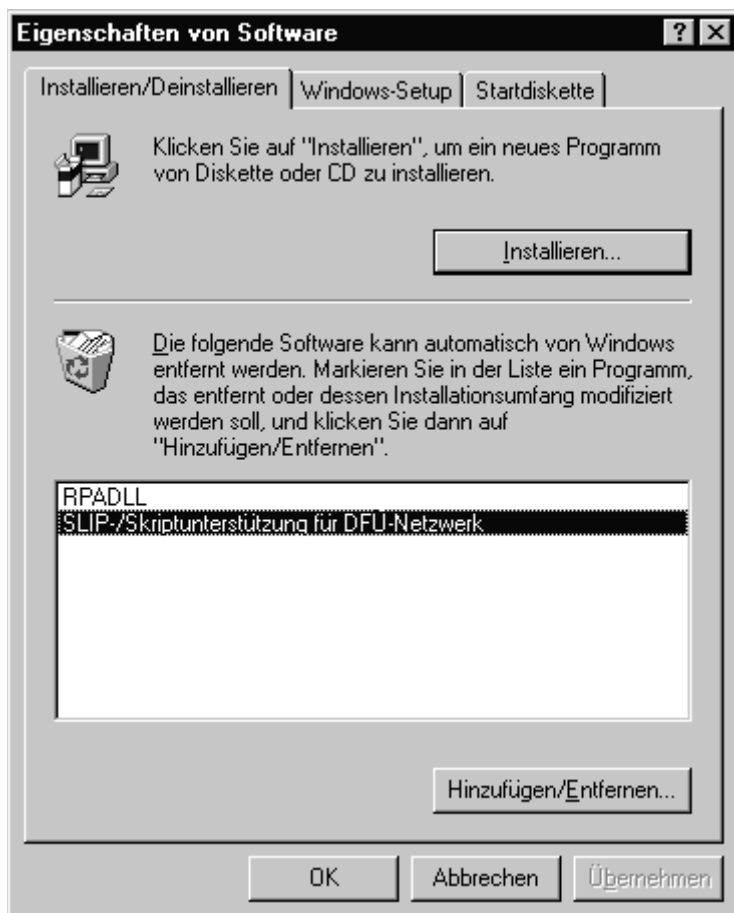 Eigenschaften von Software
Installieren/Deinstallieren Windows-Setup Startdiskette
Klicken Sie auf "Installieren", um ein neues Programm
von Diskette oder CD zu installieren.
Installieren...
Die folgende Software kann automatisch von Windows
entfernt werden. Markieren Sie in der Liste ein Programm,
das entfernt oder dessen Installationsumfang modifiziert
werden soll, und klicken Sie dann auf
"Hinzufügen/Entfernen".
RPADLL
SLIP-/Skriptunterstützung für DFÜ-Netzwerk
Hinzufügen/Entfernen...
OK Abbrechen Übernehmen